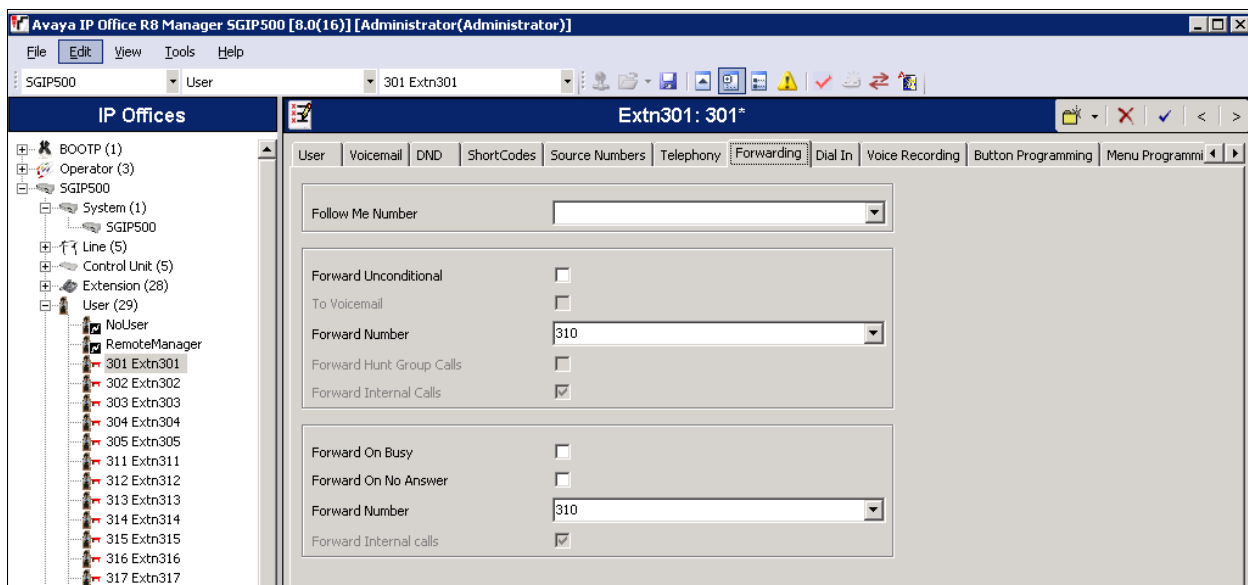 Avaya IP Office R8 Manager SGIP500 [8.0(16)] [Administrator(Administrator)]
File Edit View Tools Help
SGIP500 User 301 Extn301
IP Offices
Extn301: 301*
BOOTP (1)
Operator (3)
SGIP500
System (1)
SGIP500
Line (5)
Control Unit (5)
Extension (28)
User (29)
NoUser
RemoteManager
301 Extn301
302 Extn302
303 Extn303
304 Extn304
305 Extn305
311 Extn311
312 Extn312
313 Extn313
314 Extn314
315 Extn315
316 Extn316
317 Extn317
User Voicemail DND ShortCodes Source Numbers Telephony Forwarding Dial In Voice Recording Button Programming Menu Programmi
Follow Me Number
Forward Unconditional
To Voicemail
Forward Number 310
Forward Hunt Group Calls
Forward Internal Calls
Forward On Busy
Forward On No Answer
Forward Number 310
Forward Internal calls